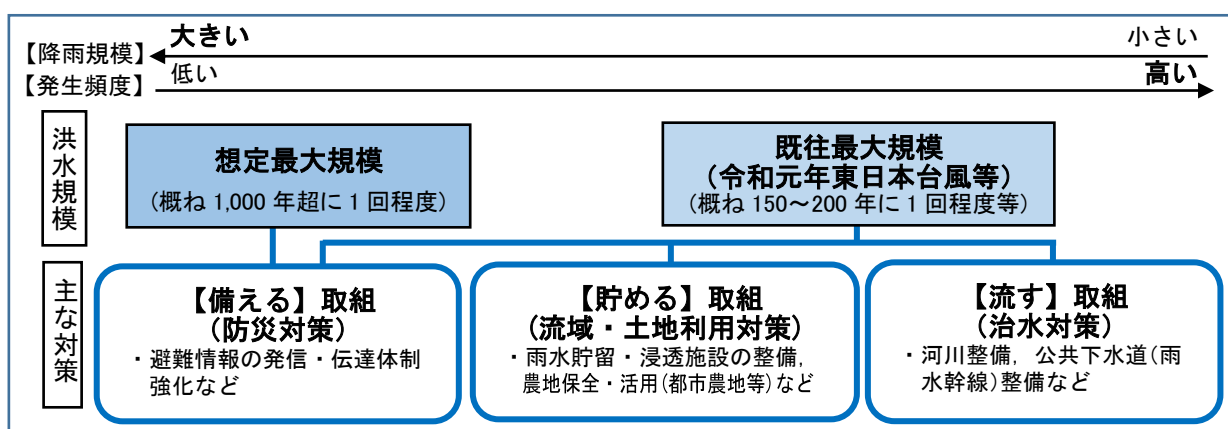 【降雨規模】 大きい 小さい
【発生頻度】 低い 高い
洪水規模
想定最大規模
(概ね 1,000 年超に 1 回程度)
既往最大規模
(令和元年東日本台風等)
(概ね 150～200 年に 1 回程度等)
主な対策
【備える】取組
(防災対策)
・避難情報の発信・伝達体制
強化など
【貯める】取組
(流域・土地利用対策)
・雨水貯留・浸透施設の整備,
農地保全・活用(都市農地等)など
【流す】取組
(治水対策)
・河川整備, 公共下水道(雨
水幹線)整備など